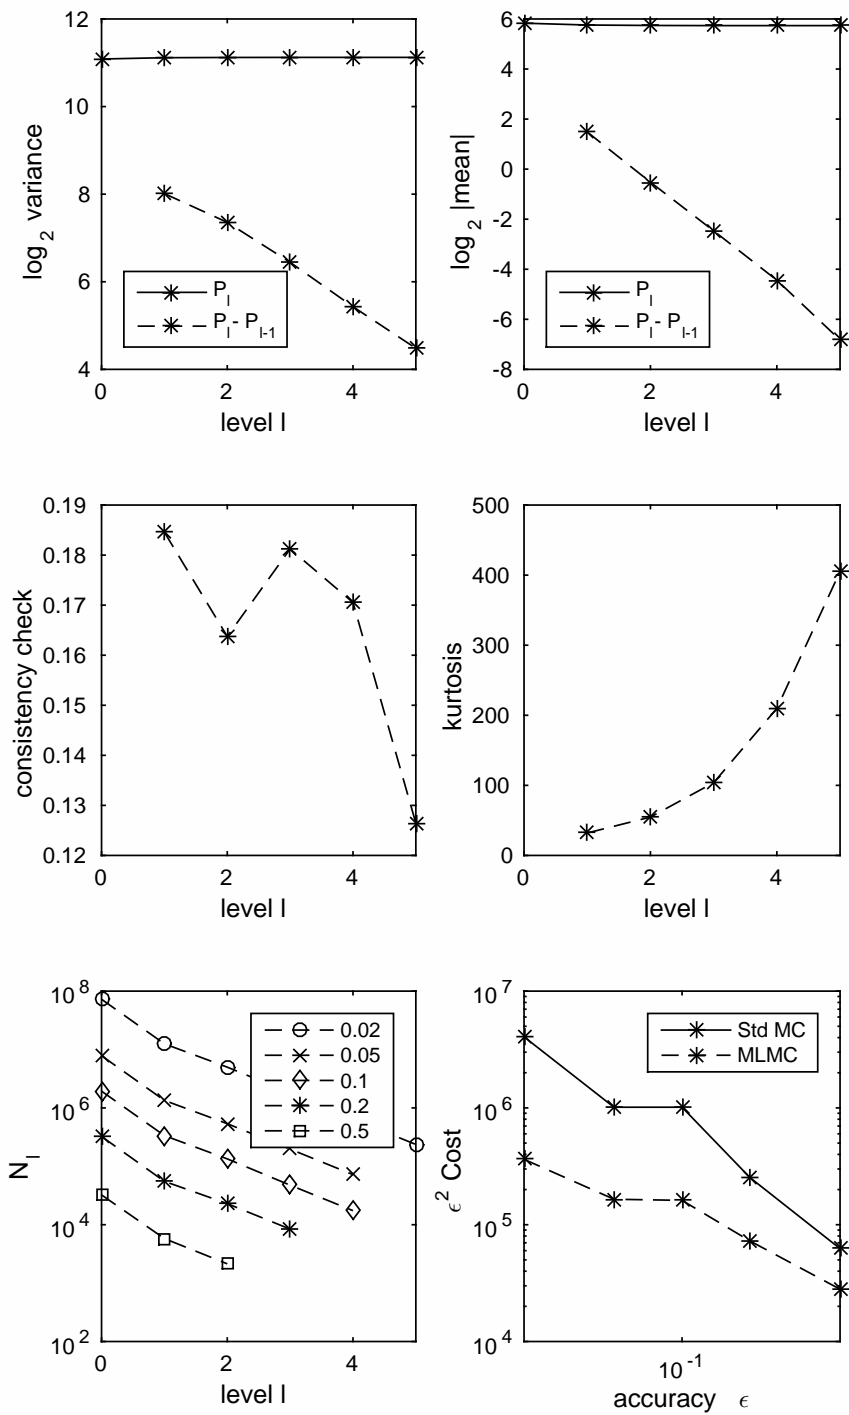 12
10
8
6
4
log2 variance
P_l
P_l - P_{l-1}
0 2 4
level l
6
4
2
0
-2
-4
-6
-8
log2 |mean|
P_l
P_l - P_{l-1}
0 2 4
level l
0.19
0.18
0.17
0.16
0.15
0.14
0.13
0.12
consistency check
0 2 4
level l
500
400
300
200
100
0
kurtosis
0 2 4
level l
10^8
10^6
10^4
10^2
N_l
0.02
0.05
0.1
0.2
0.5
0 2 4
level l
10^7
10^6
10^5
10^4
ϵ^2 Cost
Std MC
MLMC
10^-1
accuracy ϵ